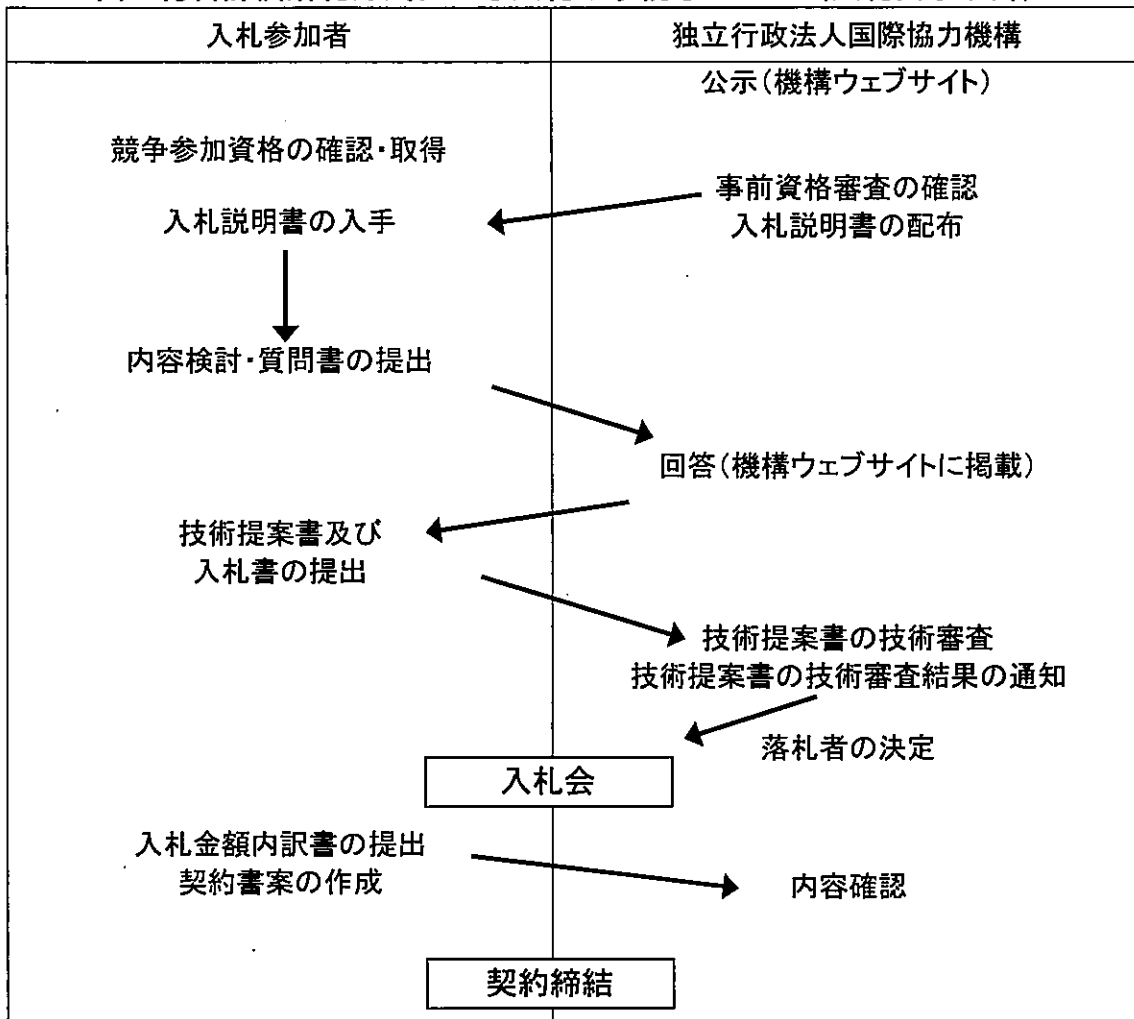 入札参加者
独立行政法人国際協力機構
公示(機構ウェブサイト)
競争参加資格の確認・取得
事前資格審査の確認
入札説明書の入手
入札説明書の配布
内容検討・質問書の提出
回答(機構ウェブサイトに掲載)
技術提案書及び
入札書の提出
技術提案書の技術審査
技術提案書の技術審査結果の通知
落札者の決定
入札会
入札金額内訳書の提出
契約書案の作成
内容確認
契約締結